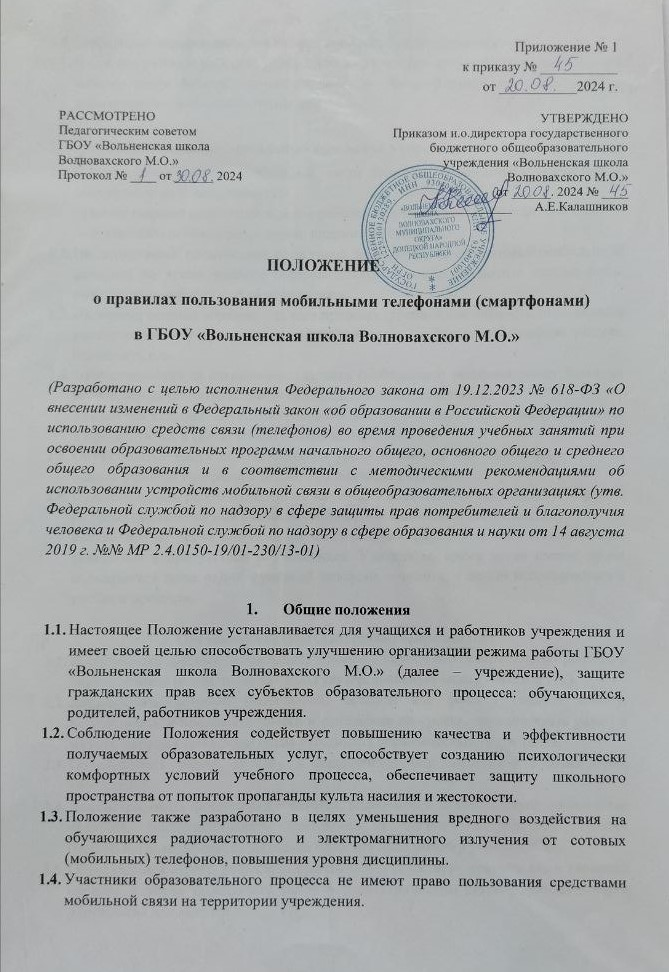 Приложение № 1
к приказу № 45
от 20.08. 2024 г.
РАССМОТРЕНО
Педагогическим советом
ГБОУ «Вольненская школа
Волновахского М.О.»
Протокол № 1 от 30.08. 2024
УТВЕРЖДЕНО
Приказом и.о.директора государственного
бюджетного общеобразовательного
учреждения «Вольненская школа
Волновахского М.О.»
от 20.08. 2024 № 45
А.Е.Калашников
«ВОЛЬНЕНСКАЯ
ШКОЛА
ВОЛНОВАХСКОГО
МУНИЦИПАЛЬНОГО
ОКРУГА»
ДОНЕЦКОЙ НАРОДНОЙ
РЕСПУБЛИКИ
ПОЛОЖЕНИЕ
о правилах пользования мобильными телефонами (смартфонами)
в ГБОУ «Вольненская школа Волновахского М.О.»
(Разработано с целью исполнения Федерального закона от 19.12.2023 № 618-ФЗ «О
внесении изменений в Федеральный закон «об образовании в Российской Федерации» по
использованию средств связи (телефонов) во время проведения учебных занятий при
освоении образовательных программ начального общего, основного общего и среднего
общего образования и в соответствии с методическими рекомендациями об
использовании устройств мобильной связи в общеобразовательных организациях (утв.
Федеральной службой по надзору в сфере защиты прав потребителей и благополучия
человека и Федеральной службой по надзору в сфере образования и науки от 14 августа
2019 г. №№ МР 2.4.0150-19/01-230/13-01)
1. Общие положения
1.1. Настоящее Положение устанавливается для учащихся и работников учреждения и
имеет своей целью способствовать улучшению организации режима работы ГБОУ
«Вольненская школа Волновахского М.О.» (далее – учреждение), защите
гражданских прав всех субъектов образовательного процесса: обучающихся,
родителей, работников учреждения.
1.2. Соблюдение Положения содействует повышению качества и эффективности
получаемых образовательных услуг, способствует созданию психологически
комфортных условий учебного процесса, обеспечивает защиту школьного
пространства от попыток пропаганды культа насилия и жестокости.
1.3. Положение также разработано в целях уменьшения вредного воздействия на
обучающихся радиочастотного и электромагнитного излучения от сотовых
(мобильных) телефонов, повышения уровня дисциплины.
1.4. Участники образовательного процесса не имеют право пользования средствами
мобильной связи на территории учреждения.